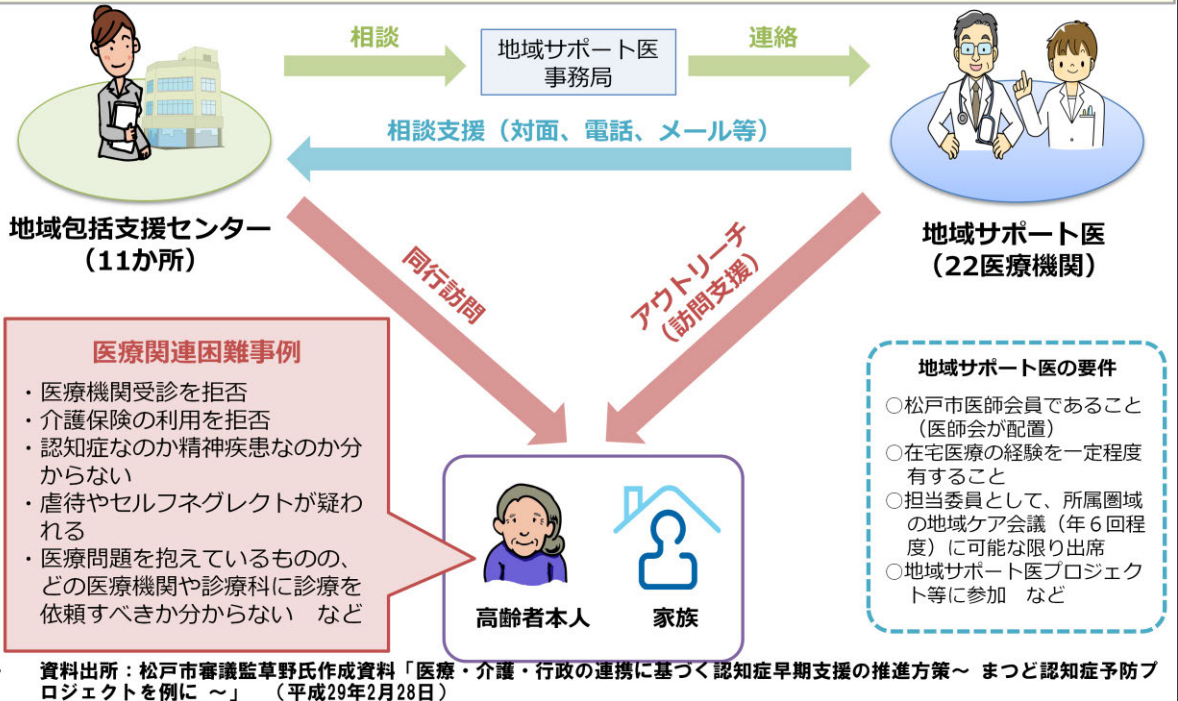 相談
地域サポート医
事務局
連絡
相談支援（対面、電話、メール等）
地域包括支援センター
（11か所）
地域サポート医
（22医療機関）
同行訪問
アウトリーチ
（訪問支援）
医療関連困難事例
・医療機関受診を拒否
・介護保険の利用を拒否
・認知症なのか精神疾患なのか分
からない
・虐待やセルフネグレクトが疑わ
れる
・医療問題を抱えているものの、
どの医療機関や診療科に診療を
依頼すべきか分からない　など
高齢者本人
家族
地域サポート医の要件
○松戸市医師会員であること
（医師会が配置）
○在宅医療の経験を一定程度
有すること
○担当委員として、所属圏域
の地域ケア会議（年６回程
度）に可能な限り出席
○地域サポート医プロジェク
ト等に参加　など
資料出所：松戸市審議監草野氏作成資料「医療・介護・行政の連携に基づく認知症早期支援の推進方策～ まつど認知症予防プ
ロジェクトを例に ～」　（平成29年2月28日）